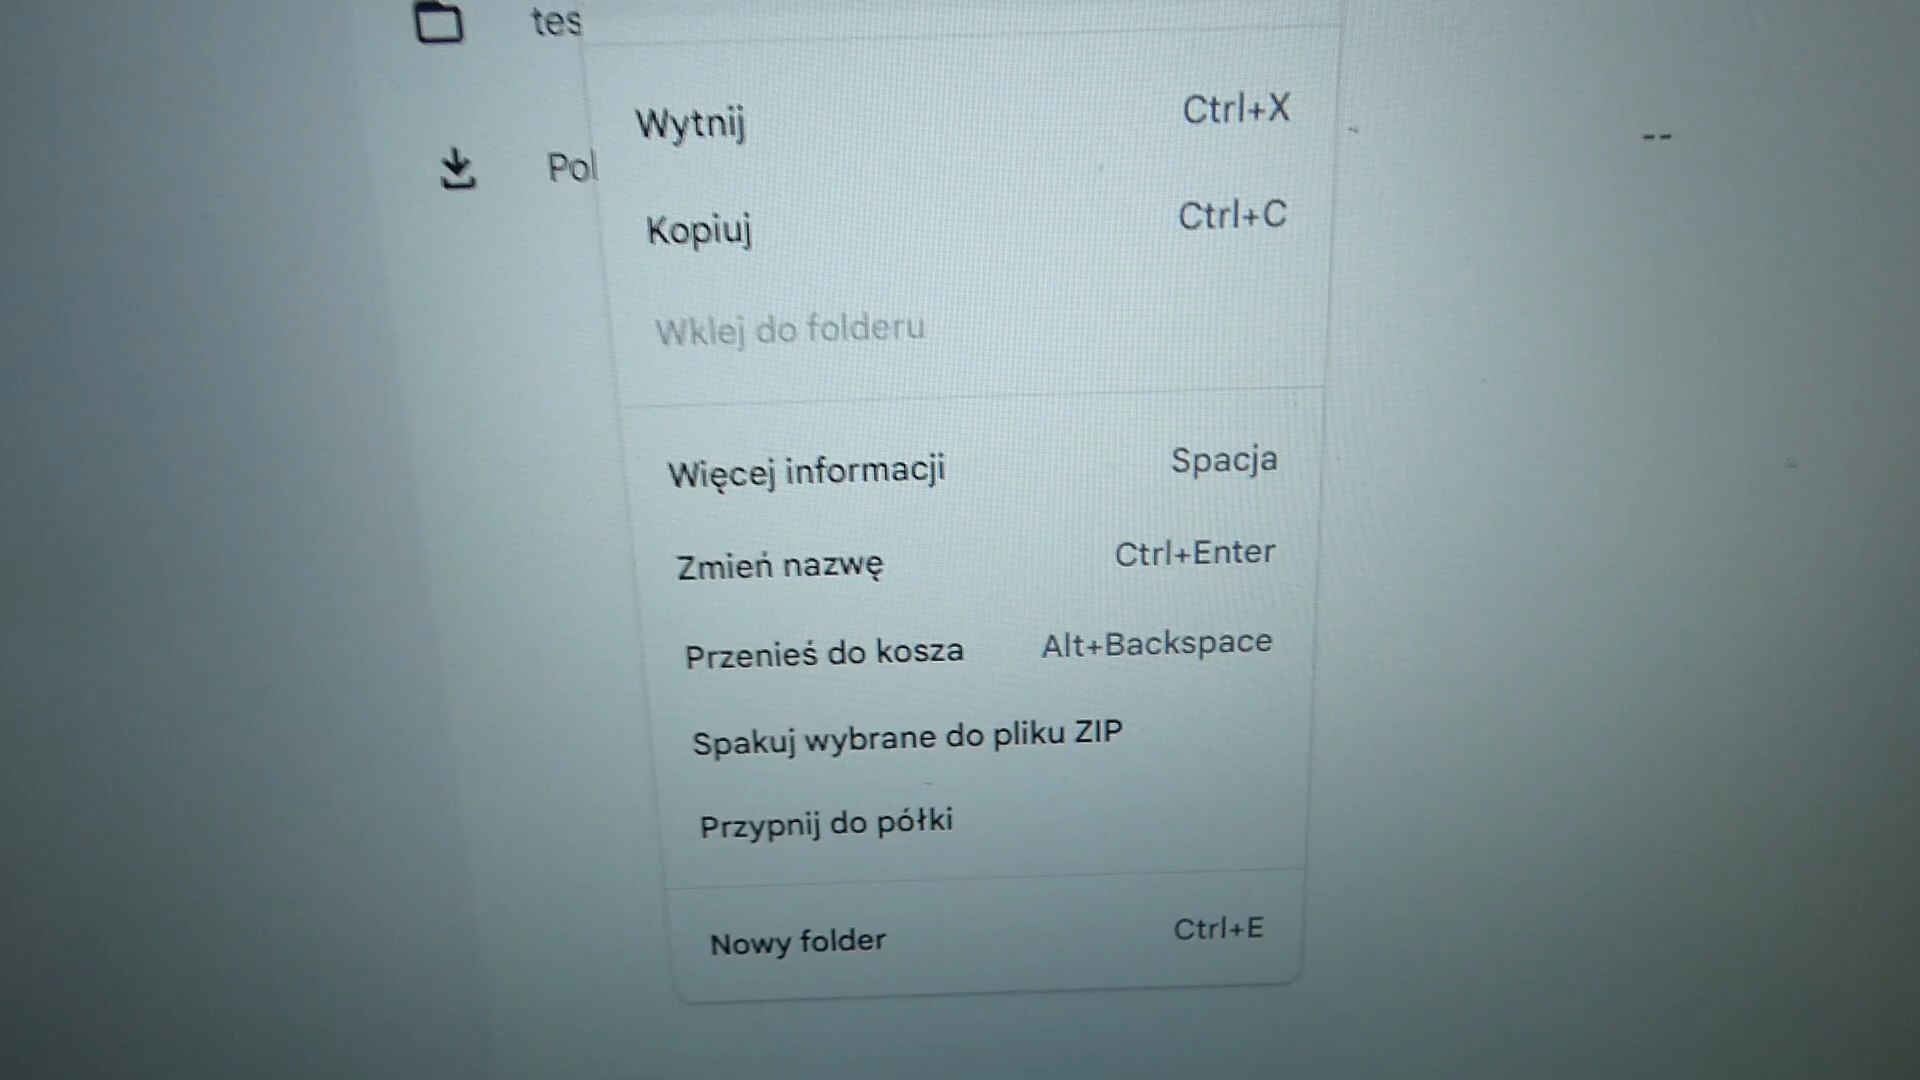 tes
Wytnij Ctrl+X
--
Pol
Kopiuj Ctrl+C
Wklej do folderu
Więcej informacji Spacja
Zmień nazwę Ctrl+Enter
Przenieś do kosza Alt+Backspace
Spakuj wybrane do pliku ZIP
Przypnij do półki
Nowy folder Ctrl+E